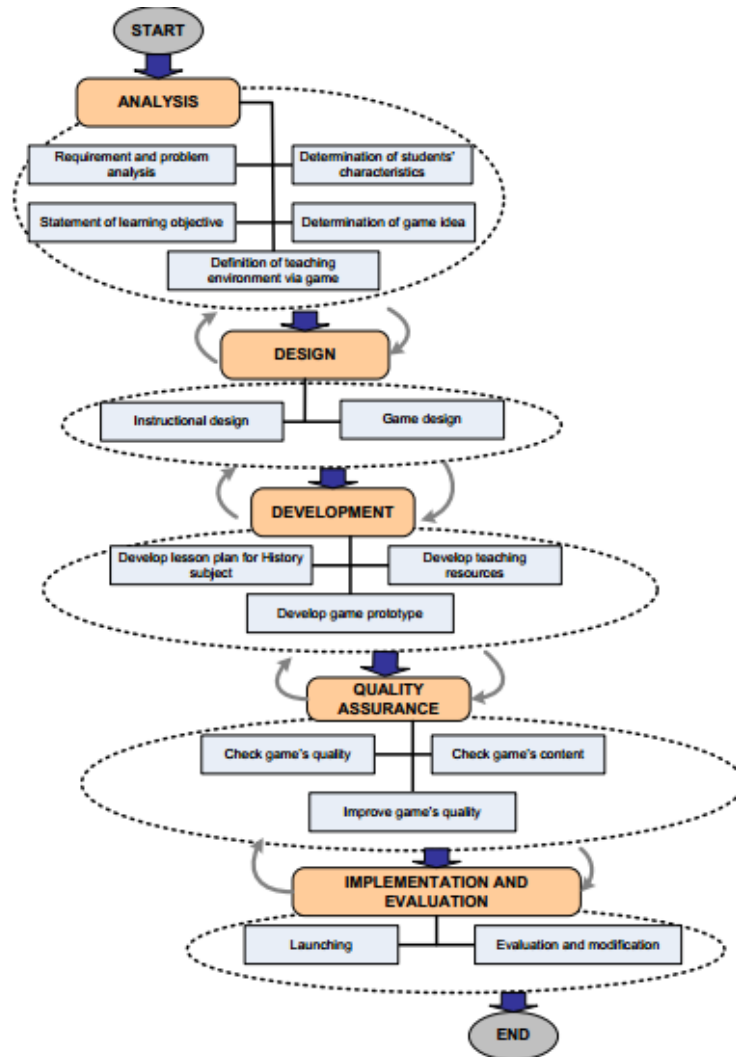 START
ANALYSIS
Requirement and problem
analysis
Determination of students'
characteristics
Statement of learning objective
Determination of game idea
Definition of teaching
environment via game
DESIGN
Instructional design
Game design
DEVELOPMENT
Develop lesson plan for History
subject
Develop teaching
resources
Develop game prototype
QUALITY
ASSURANCE
Check game's quality
Check game's content
Improve game's quality
IMPLEMENTATION AND
EVALUATION
Launching
Evaluation and modification
END